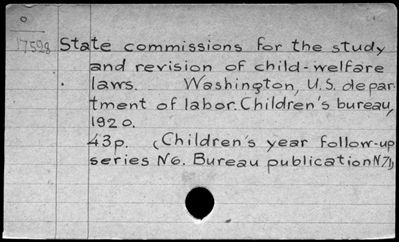 o
17598 State commissions for the study
and revision of child-welfare
laws. Washington, U.S. depar-
tment of labor. Children's bureau,
1920.
43p. (Children's year follow-up
series N°6. Bureau publication N°71)